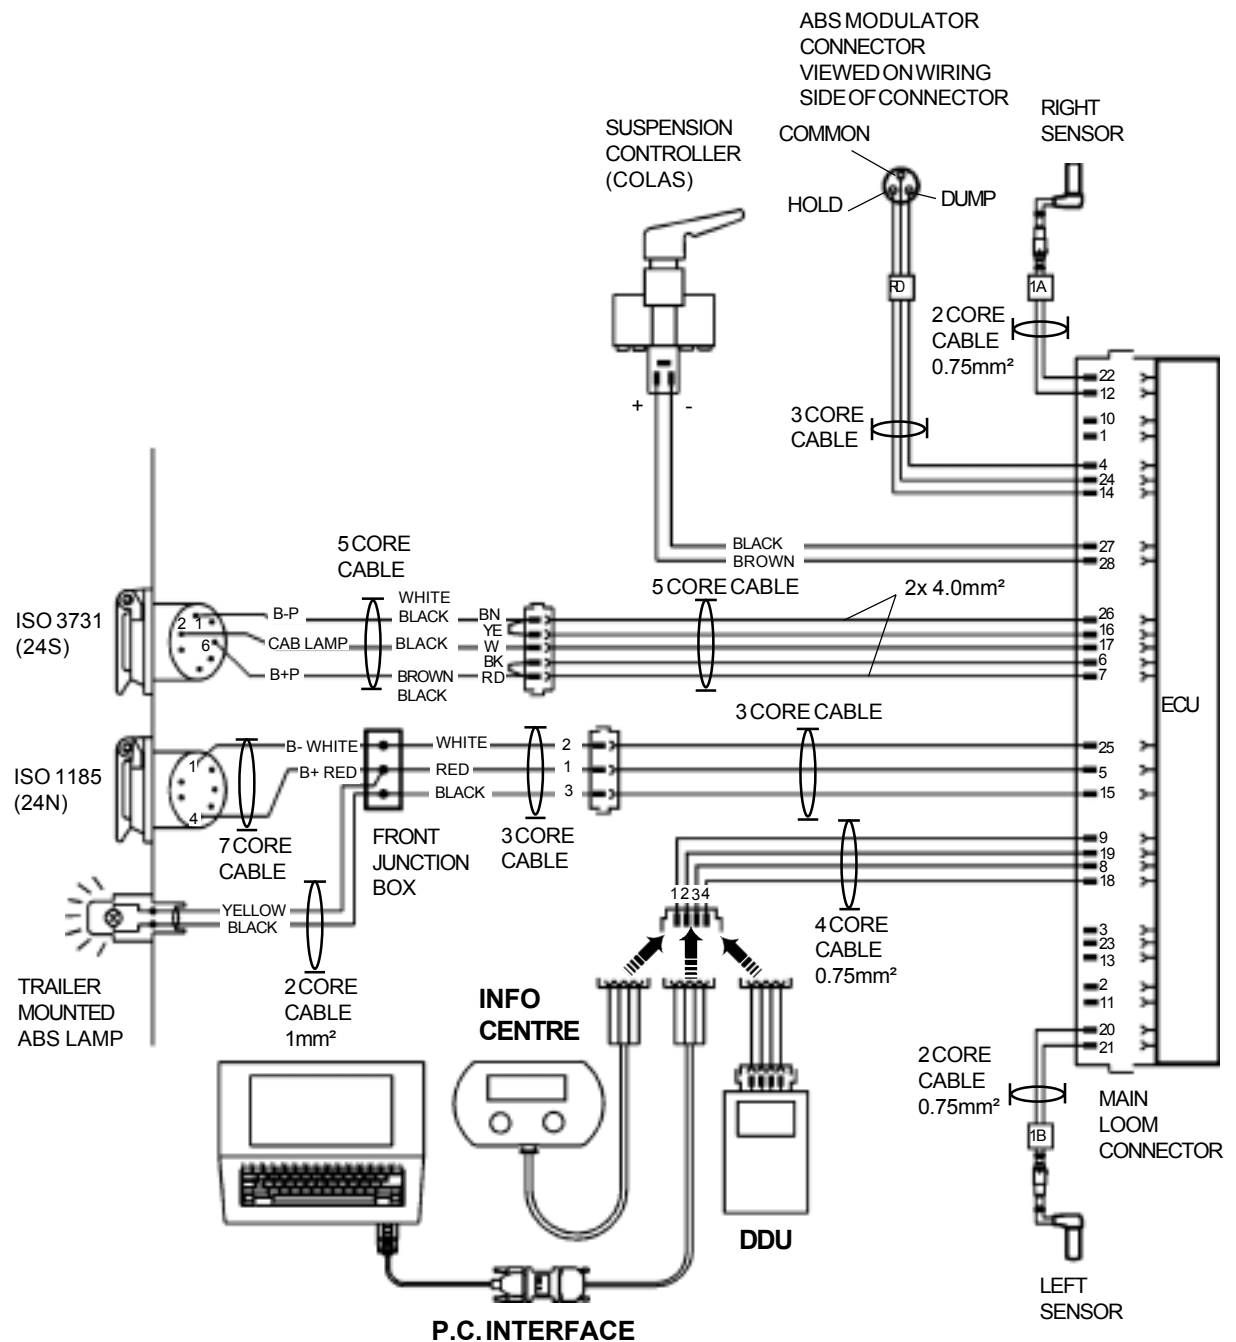 ABS MODULATOR
CONNECTOR
VIEWED ON WIRING
SIDE OF CONNECTOR
COMMON
HOLD
DUMP
RIGHT
SENSOR
SUSPENSION
CONTROLLER
(COLAS)
+ -
RD
1A
2 CORE
CABLE
0.75mm²
3 CORE
CABLE
22
12
10
1
4
24
14
BLACK
BROWN
27
28
5 CORE
CABLE
5 CORE CABLE
2x 4.0mm²
ISO 3731
(24S)
2 1
6
B-P
CAB LAMP
B+P
WHITE
BLACK
BLACK
BROWN
BLACK
BN
YE
W
BK
RD
26
16
17
6
7
ECU
3 CORE CABLE
ISO 1185
(24N)
1
4
B- WHITE
B+ RED
WHITE
RED
BLACK
2
1
3
25
5
15
7 CORE
CABLE
FRONT
JUNCTION
BOX
3 CORE
CABLE
9
19
8
18
1234
4 CORE
CABLE
0.75mm²
YELLOW
BLACK
TRAILER
MOUNTED
ABS LAMP
2 CORE
CABLE
1mm²
3
23
13
2
11
20
21
INFO
CENTRE
2 CORE
CABLE
0.75mm²
1B
MAIN
LOOM
CONNECTOR
DDU
LEFT
SENSOR
P.C. INTERFACE